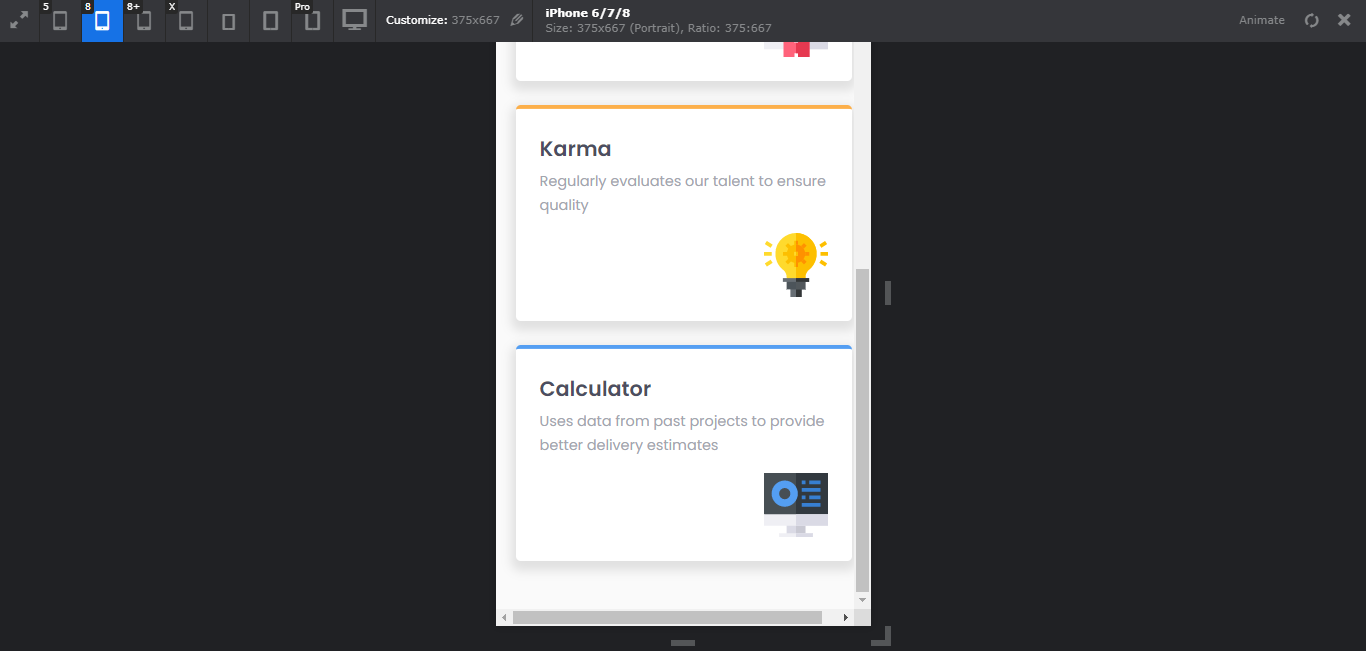 5
8
8+
X
Pro
Customize: 375x667
iPhone 6/7/8
Size: 375x667 (Portrait), Ratio: 375:667
Animate
Karma
Regularly evaluates our talent to ensure
quality
Calculator
Uses data from past projects to provide
better delivery estimates